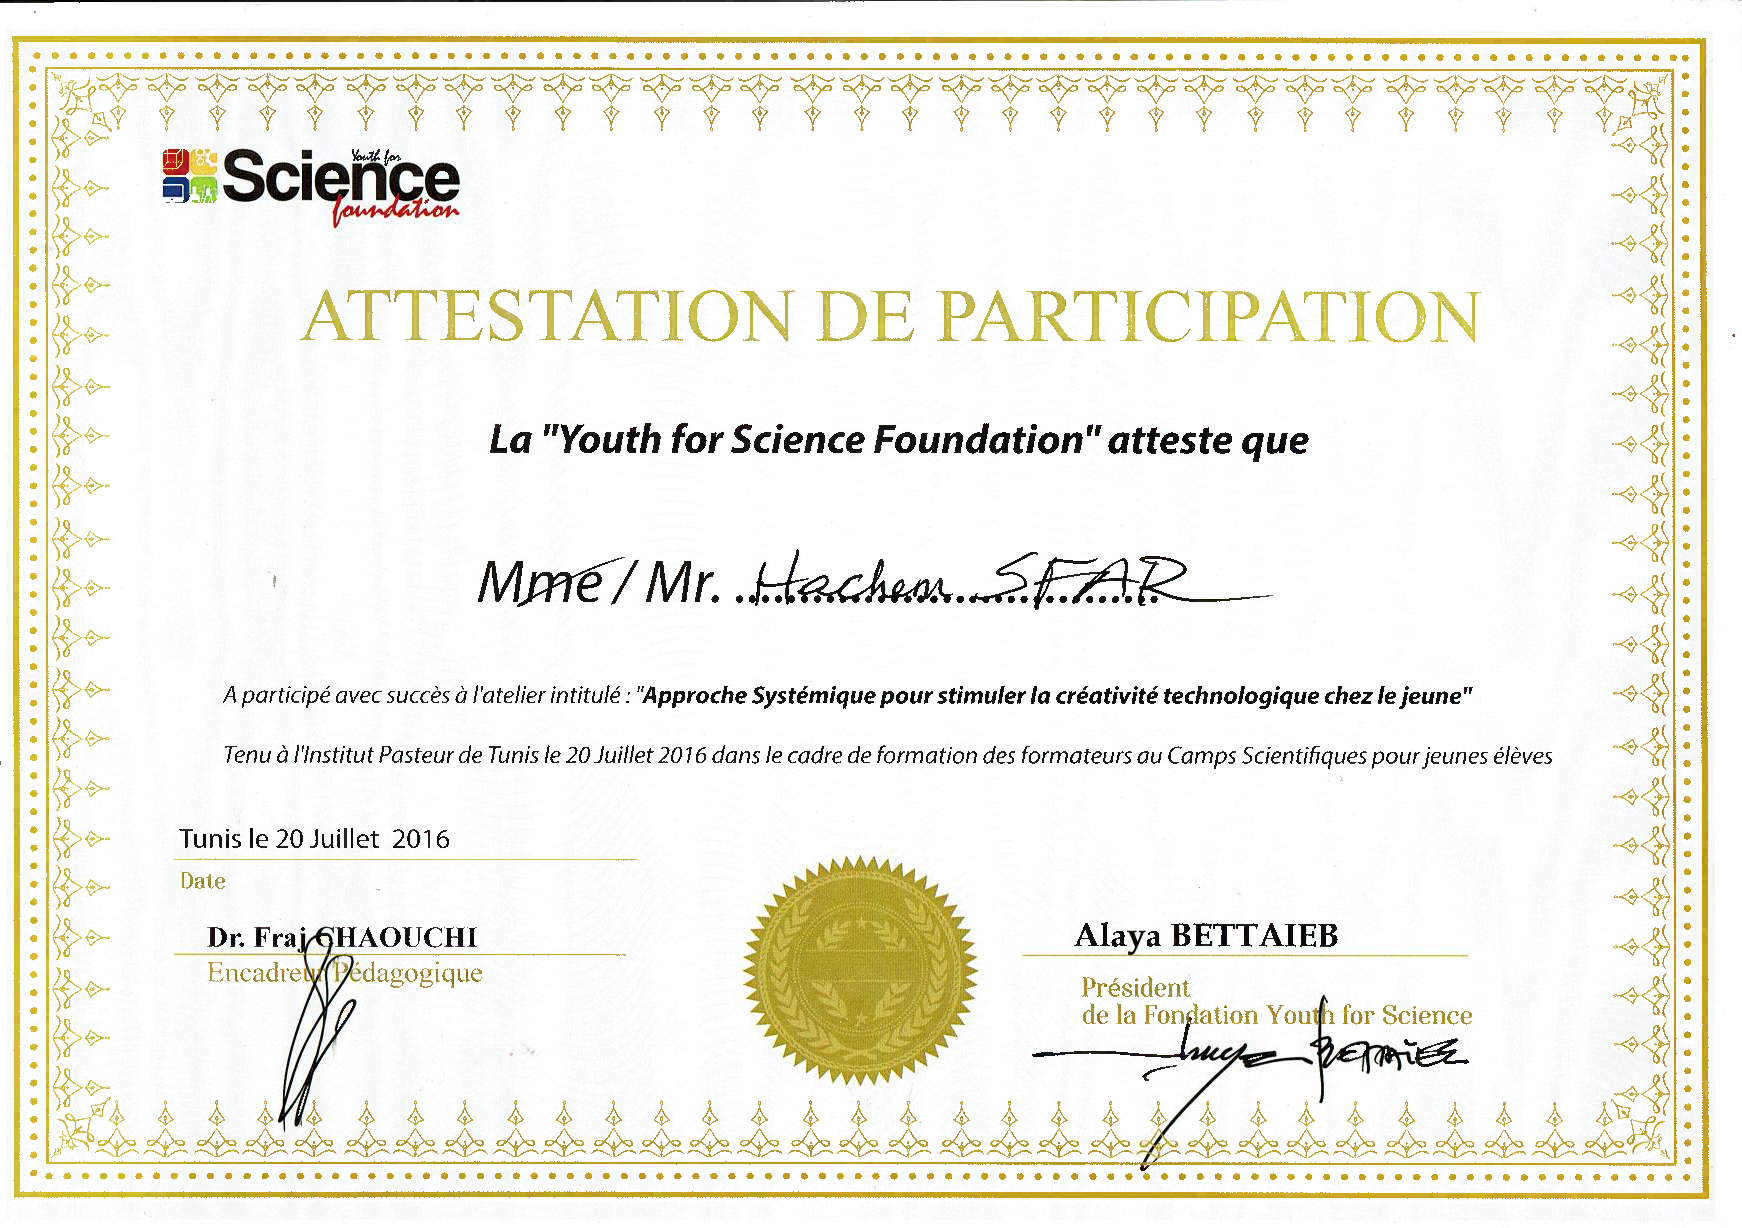 Youth for
Science
foundation
ATTESTATION DE PARTICIPATION
La "Youth for Science Foundation" atteste que
Mme / Mr. Hachem SFAR
A participé avec succès à l'atelier intitulé : "Approche Systémique pour stimuler la créativité technologique chez le jeune"
Tenu à l'Institut Pasteur de Tunis le 20 Juillet 2016 dans le cadre de formation des formateurs au Camps Scientifiques pour jeunes élèves
Tunis le 20 Juillet 2016
Date
Dr. Fraj CHAOUCHI
Encadreur Pédagogique
Alaya BETTAIEB
Président
de la Fondation Youth for Science